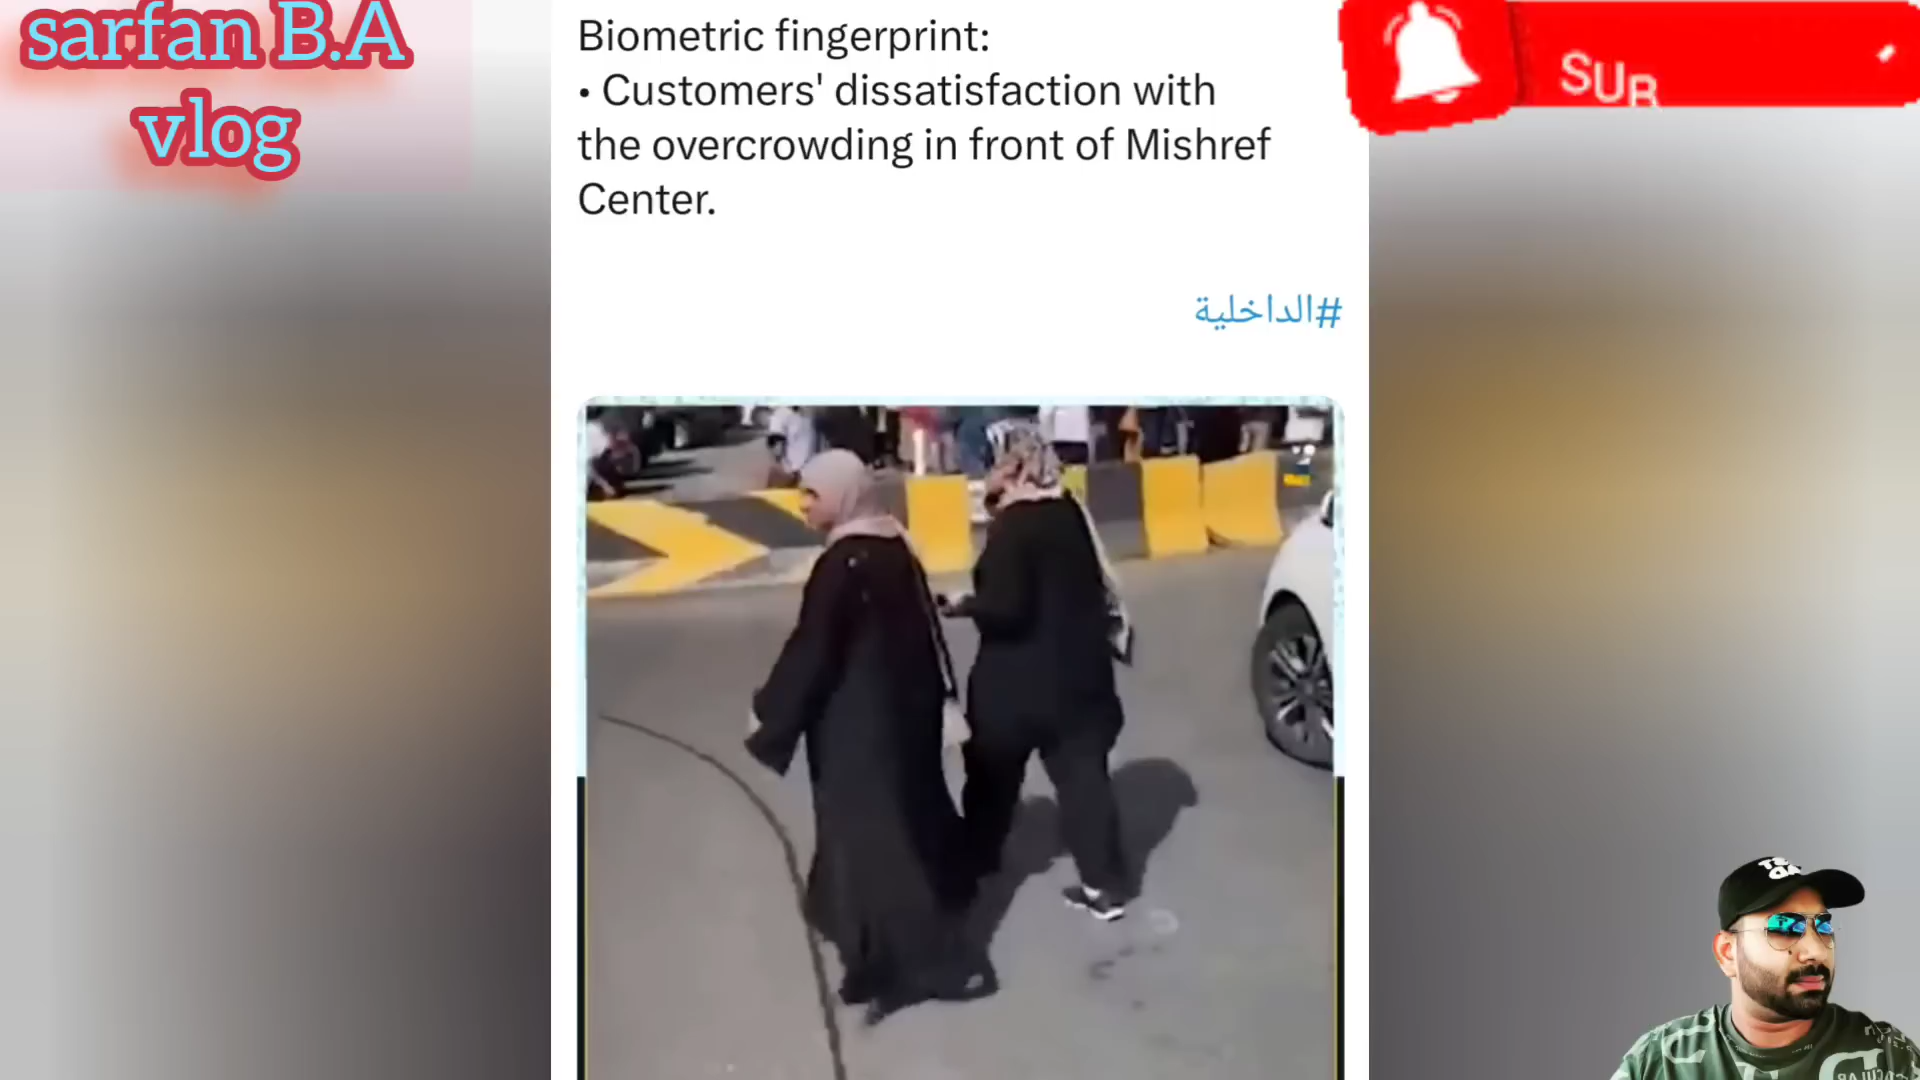 sarfan B.A
vlog
Biometric fingerprint:
• Customers' dissatisfaction with
the overcrowding in front of Mishref
Center.
#الداخلية
SUB